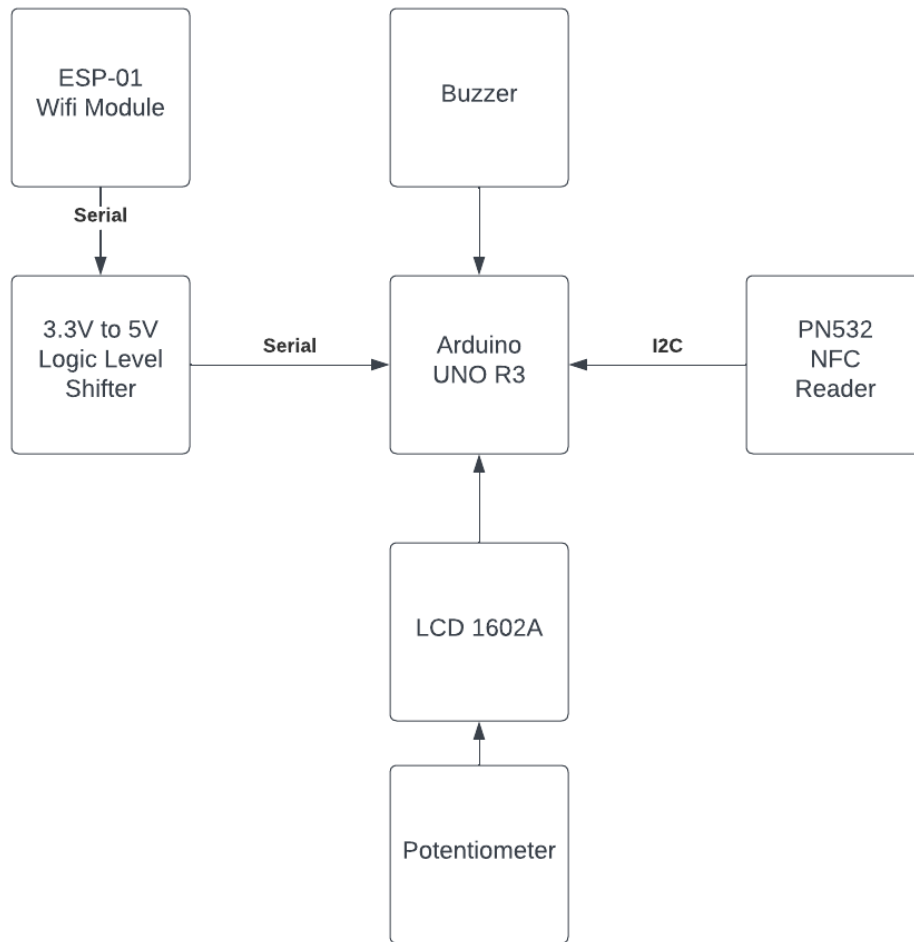 ESP-01
Wifi Module
Buzzer
Serial
3.3V to 5V
Logic Level
Shifter
Serial
Arduino
UNO R3
I2C
PN532
NFC
Reader
LCD 1602A
Potentiometer